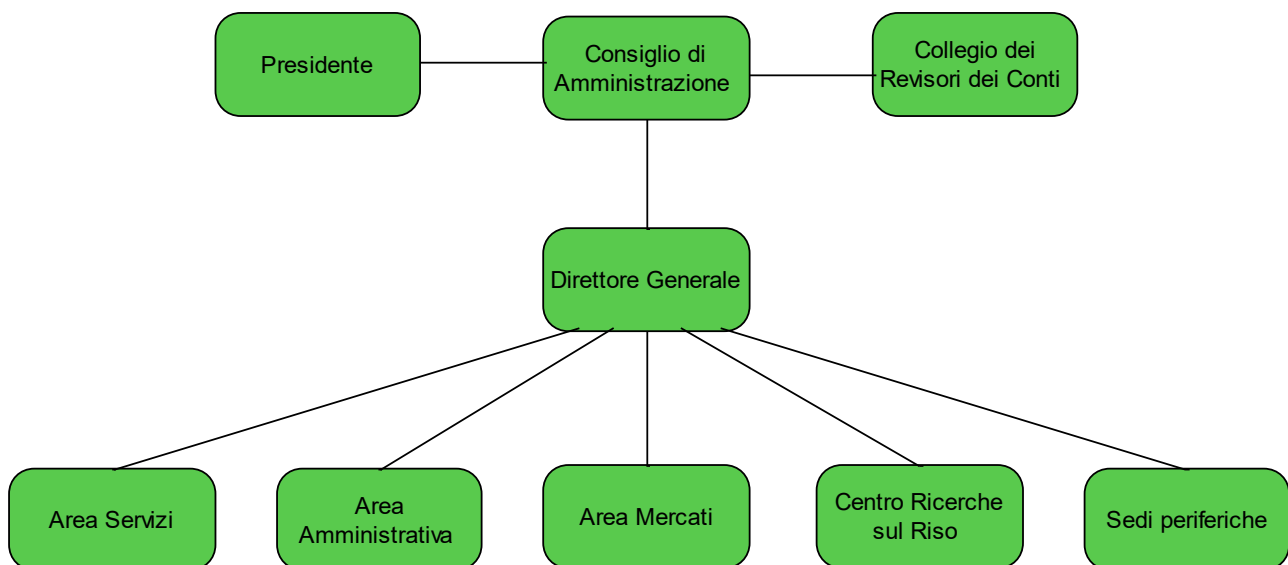 Presidente
Consiglio di
Amministrazione
Collegio dei
Revisori dei Conti
Direttore Generale
Area Servizi
Area
Amministrativa
Area Mercati
Centro Ricerche
sul Riso
Sedi periferiche